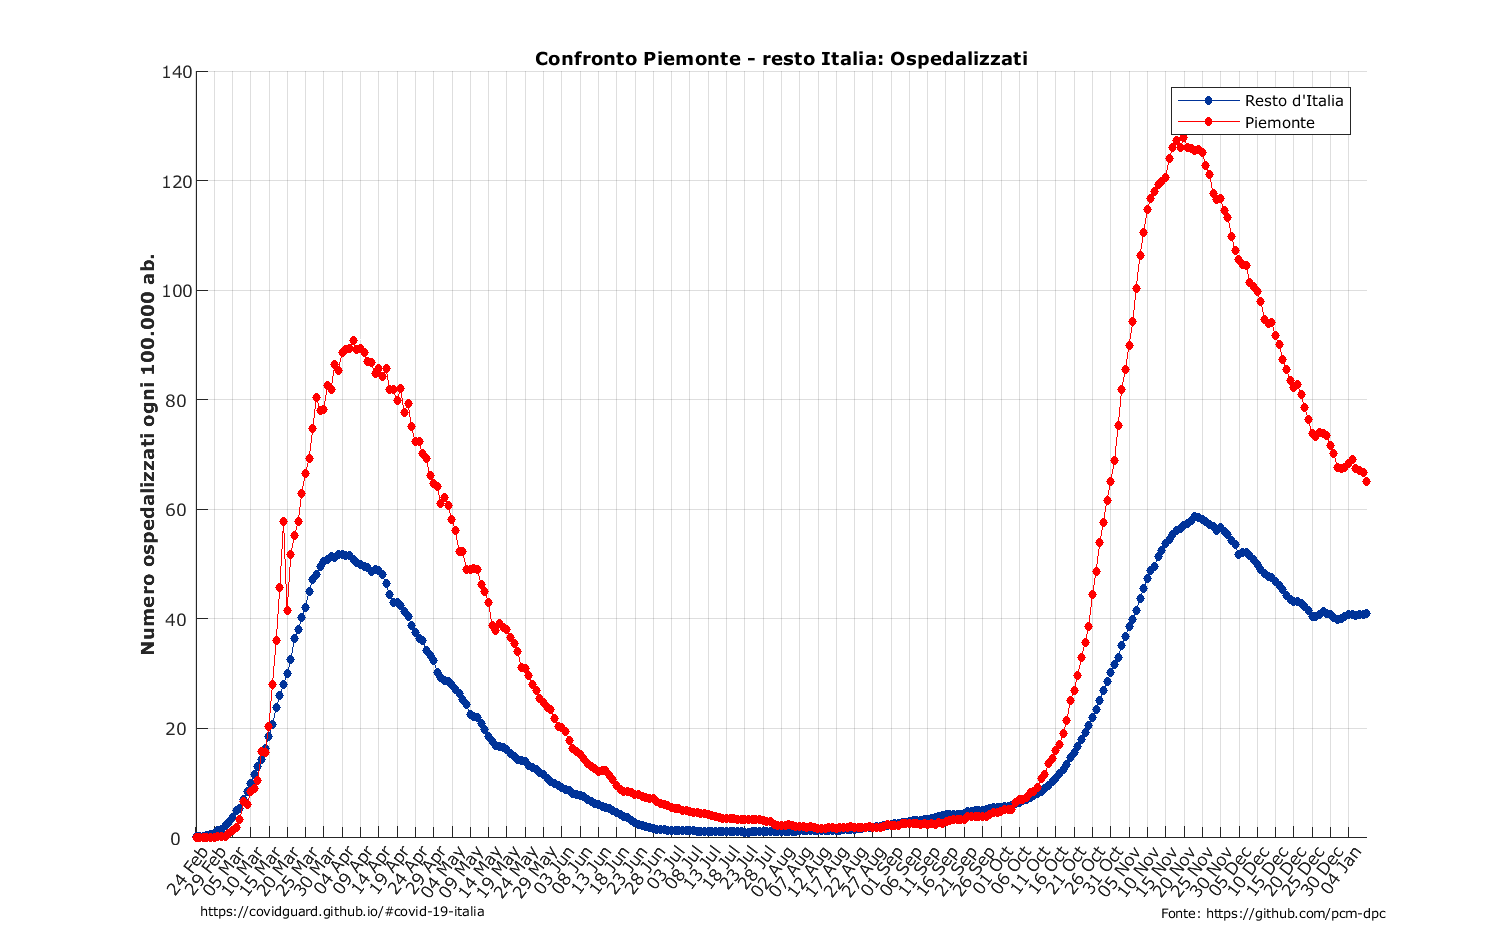 Confronto Piemonte - resto Italia: Ospedalizzati
Resto d'Italia
Piemonte
Numero ospedalizzati ogni 100.000 ab.
140
120
100
80
60
40
20
0
24 Feb
29 Feb
05 Mar
10 Mar
15 Mar
20 Mar
25 Mar
30 Mar
04 Apr
09 Apr
14 Apr
19 Apr
24 Apr
29 Apr
04 May
09 May
14 May
19 May
24 May
29 May
03 Jun
08 Jun
13 Jun
18 Jun
23 Jun
28 Jun
03 Jul
08 Jul
13 Jul
18 Jul
23 Jul
28 Jul
02 Aug
07 Aug
12 Aug
17 Aug
22 Aug
27 Aug
01 Sep
06 Sep
11 Sep
16 Sep
21 Sep
26 Sep
01 Oct
06 Oct
11 Oct
16 Oct
21 Oct
26 Oct
31 Oct
05 Nov
10 Nov
15 Nov
20 Nov
25 Nov
30 Nov
05 Dec
10 Dec
15 Dec
20 Dec
25 Dec
30 Dec
04 Jan
https://covidguard.github.io/#covid-19-italia
Fonte: https://github.com/pcm-dpc